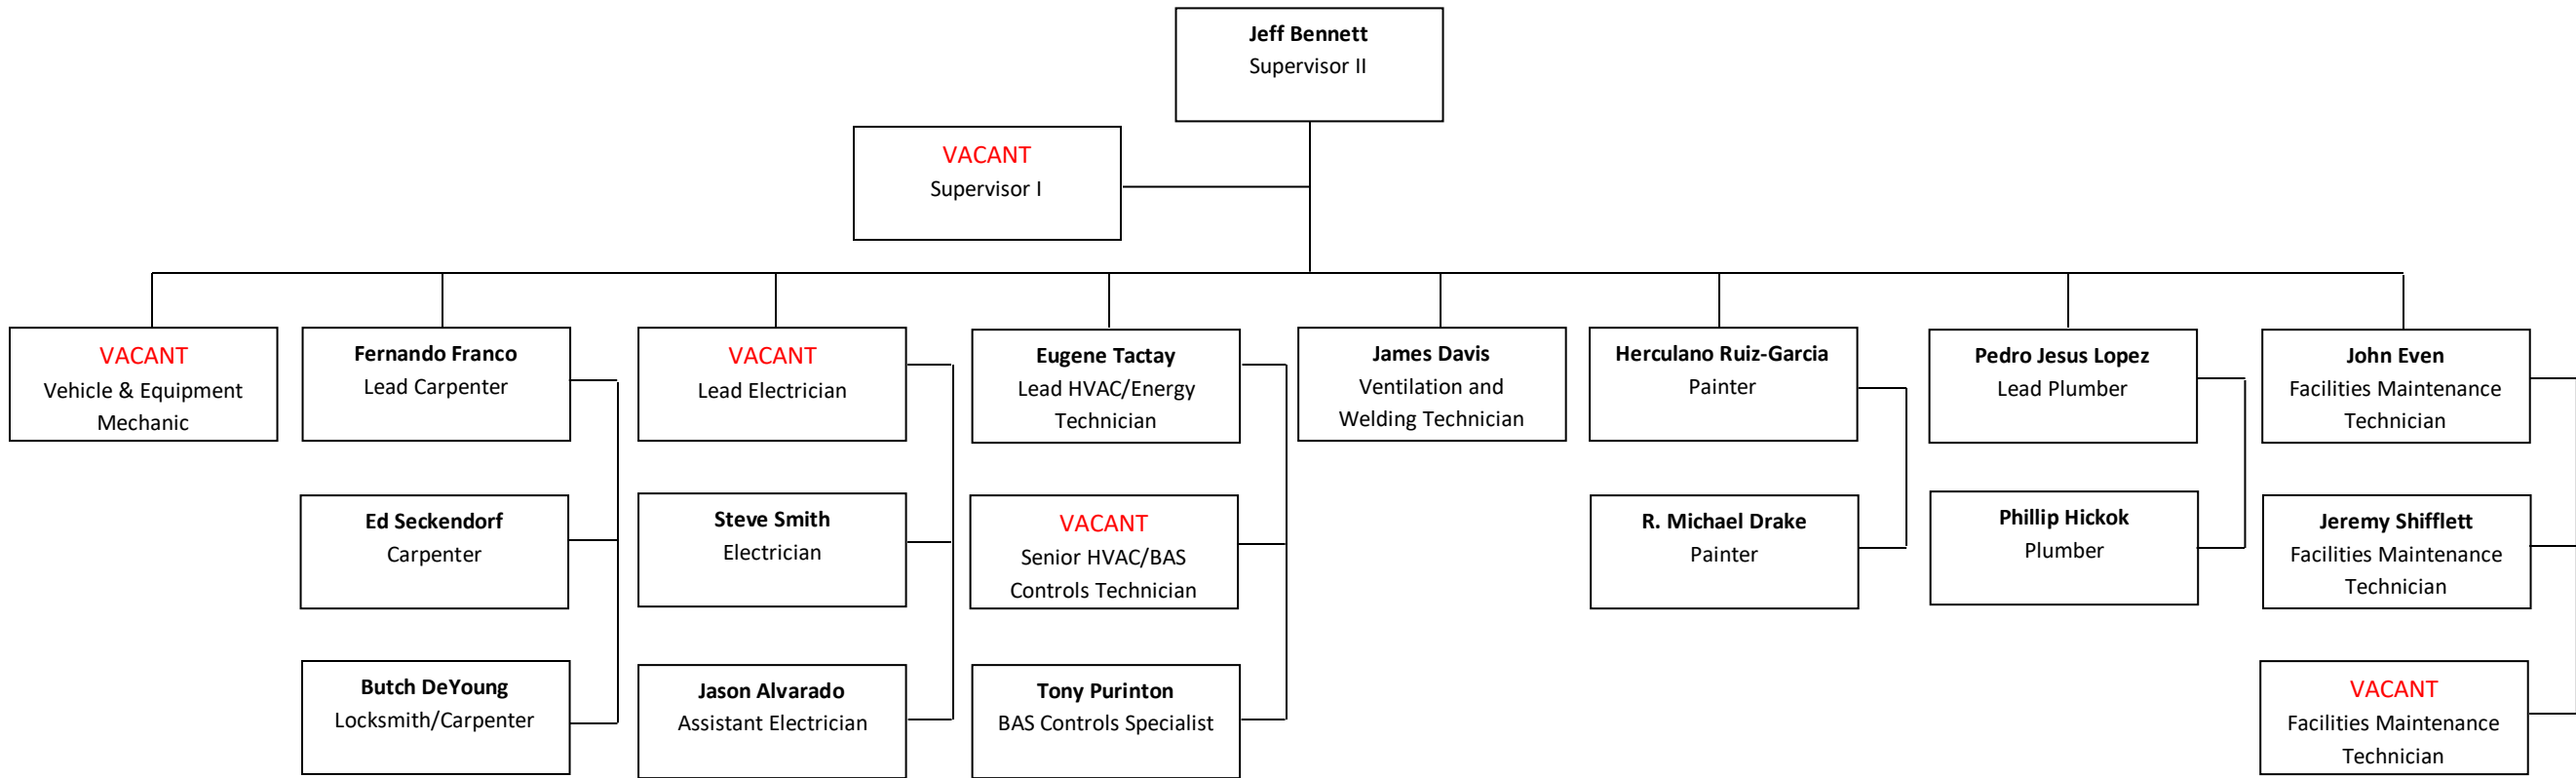 Jeff Bennett
Supervisor II
VACANT
Supervisor I
VACANT
Vehicle & Equipment
Mechanic
Fernando Franco
Lead Carpenter
VACANT
Lead Electrician
Eugene Tactay
Lead HVAC/Energy
Technician
James Davis
Ventilation and
Welding Technician
Herculano Ruiz-Garcia
Painter
Pedro Jesus Lopez
Lead Plumber
John Even
Facilities Maintenance
Technician
Ed Seckendorf
Carpenter
Steve Smith
Electrician
VACANT
Senior HVAC/BAS
Controls Technician
R. Michael Drake
Painter
Phillip Hickok
Plumber
Jeremy Shifflett
Facilities Maintenance
Technician
Butch DeYoung
Locksmith/Carpenter
Jason Alvarado
Assistant Electrician
Tony Purinton
BAS Controls Specialist
VACANT
Facilities Maintenance
Technician